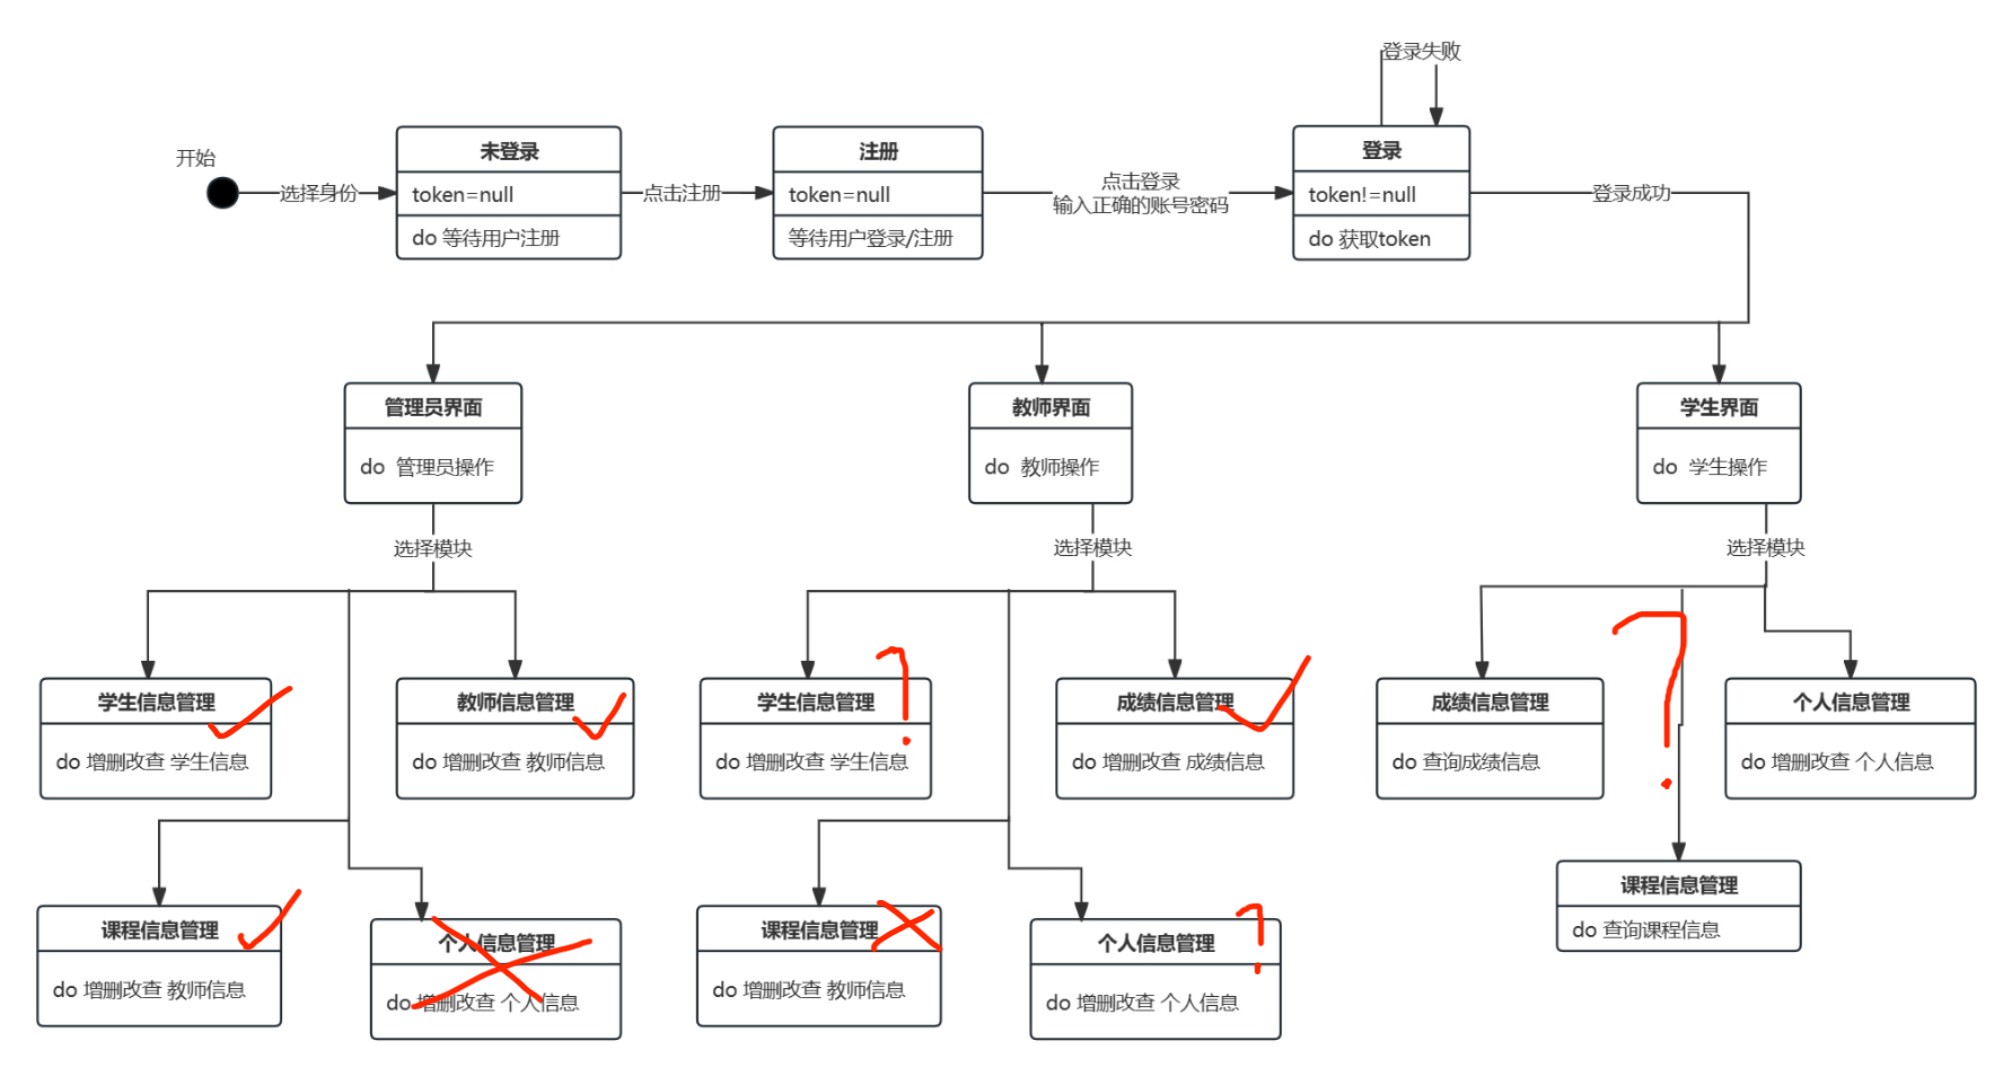 登录失败
开始
选择身份
未登录
token=null
do 等待用户注册
点击注册
注册
token=null
等待用户登录/注册
点击登录
输入正确的账号密码
登录
token!=null
do 获取token
登录成功
管理员界面
do 管理员操作
教师界面
do 教师操作
学生界面
do 学生操作
选择模块
选择模块
选择模块
学生信息管理
do 增删改查 学生信息
教师信息管理
do 增删改查 教师信息
学生信息管理
do 增删改查 学生信息
成绩信息管理
do 增删改查 成绩信息
成绩信息管理
do 查询成绩信息
个人信息管理
do 增删改查 个人信息
课程信息管理
do 增删改查 教师信息
个人信息管理
do 增删改查 个人信息
课程信息管理
do 增删改查 教师信息
个人信息管理
do 增删改查 个人信息
课程信息管理
do 查询课程信息